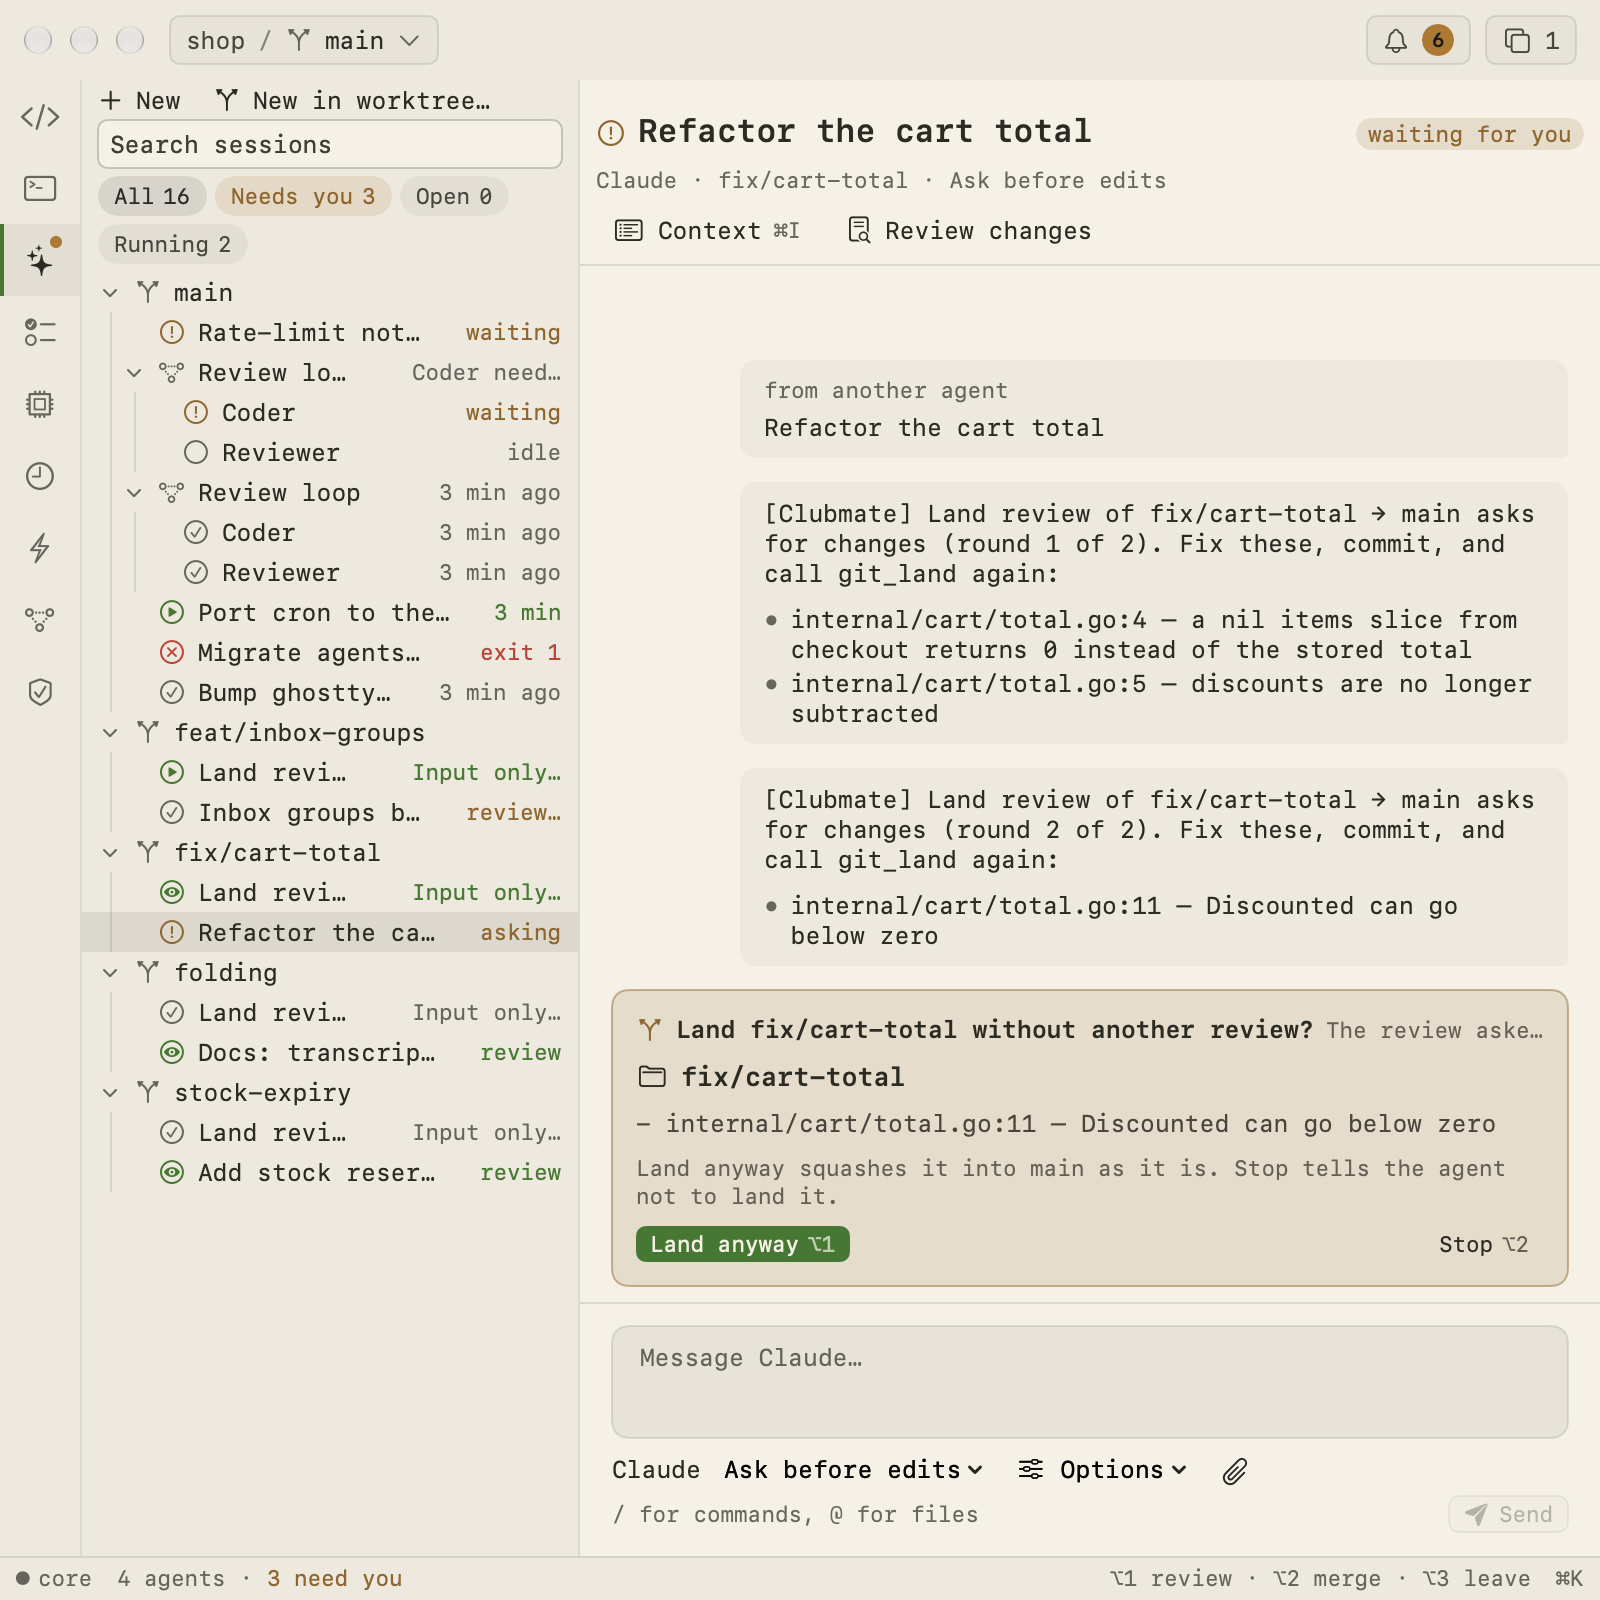 shop / main
6
1
New
New in worktree…
Search sessions
All 16
Needs you 3
Open 0
Running 2
main
Rate-limit not… waiting
Review lo… Coder need…
Coder waiting
Reviewer idle
Review loop 3 min ago
Coder 3 min ago
Reviewer 3 min ago
Port cron to the… 3 min
Migrate agents… exit 1
Bump ghostty… 3 min ago
feat/inbox-groups
Land revi… Input only…
Inbox groups b… review…
fix/cart-total
Land revi… Input only…
Refactor the ca… asking
folding
Land revi… Input only…
Docs: transcrip… review
stock-expiry
Land revi… Input only…
Add stock reser… review
Refactor the cart total
waiting for you
Claude · fix/cart-total · Ask before edits
Context ⌘I
Review changes
from another agent
Refactor the cart total
[Clubmate] Land review of fix/cart-total → main asks
for changes (round 1 of 2). Fix these, commit, and
call git_land again:
• internal/cart/total.go:4 — a nil items slice from
checkout returns 0 instead of the stored total
• internal/cart/total.go:5 — discounts are no longer
subtracted
[Clubmate] Land review of fix/cart-total → main asks
for changes (round 2 of 2). Fix these, commit, and
call git_land again:
• internal/cart/total.go:11 — Discounted can go
below zero
Land fix/cart-total without another review? The review aske…
fix/cart-total
– internal/cart/total.go:11 — Discounted can go below zero
Land anyway squashes it into main as it is. Stop tells the agent
not to land it.
Land anyway ⌥1
Stop ⌥2
Message Claude…
Claude Ask before edits Options
/ for commands, @ for files
Send
core 4 agents · 3 need you
⌥1 review · ⌥2 merge · ⌥3 leave ⌘K